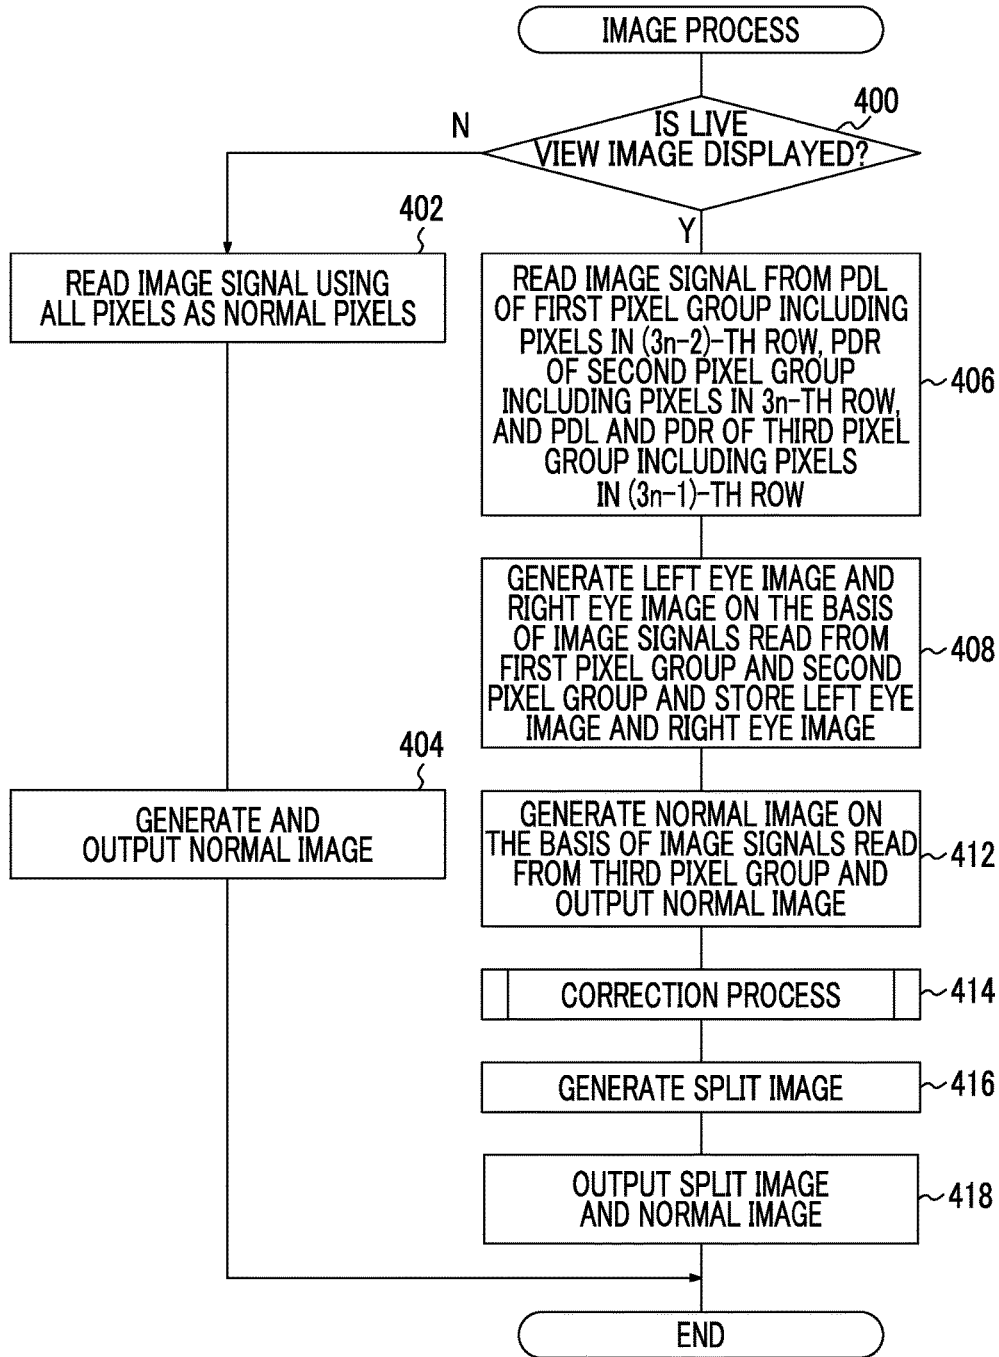 IMAGE PROCESS
400
IS LIVE
VIEW IMAGE DISPLAYED?
N
Y
402
READ IMAGE SIGNAL USING
ALL PIXELS AS NORMAL PIXELS
READ IMAGE SIGNAL FROM PDL
OF FIRST PIXEL GROUP INCLUDING
PIXELS IN (3n-2)-TH ROW, PDR
OF SECOND PIXEL GROUP
INCLUDING PIXELS IN 3n-TH ROW,
AND PDL AND PDR OF THIRD PIXEL
GROUP INCLUDING PIXELS
IN (3n-1)-TH ROW
406
GENERATE LEFT EYE IMAGE AND
RIGHT EYE IMAGE ON THE BASIS
OF IMAGE SIGNALS READ FROM
FIRST PIXEL GROUP AND SECOND
PIXEL GROUP AND STORE LEFT EYE
IMAGE AND RIGHT EYE IMAGE
408
404
GENERATE AND
OUTPUT NORMAL IMAGE
GENERATE NORMAL IMAGE ON
THE BASIS OF IMAGE SIGNALS READ
FROM THIRD PIXEL GROUP AND
OUTPUT NORMAL IMAGE
412
CORRECTION PROCESS
414
GENERATE SPLIT IMAGE
416
OUTPUT SPLIT IMAGE
AND NORMAL IMAGE
418
END